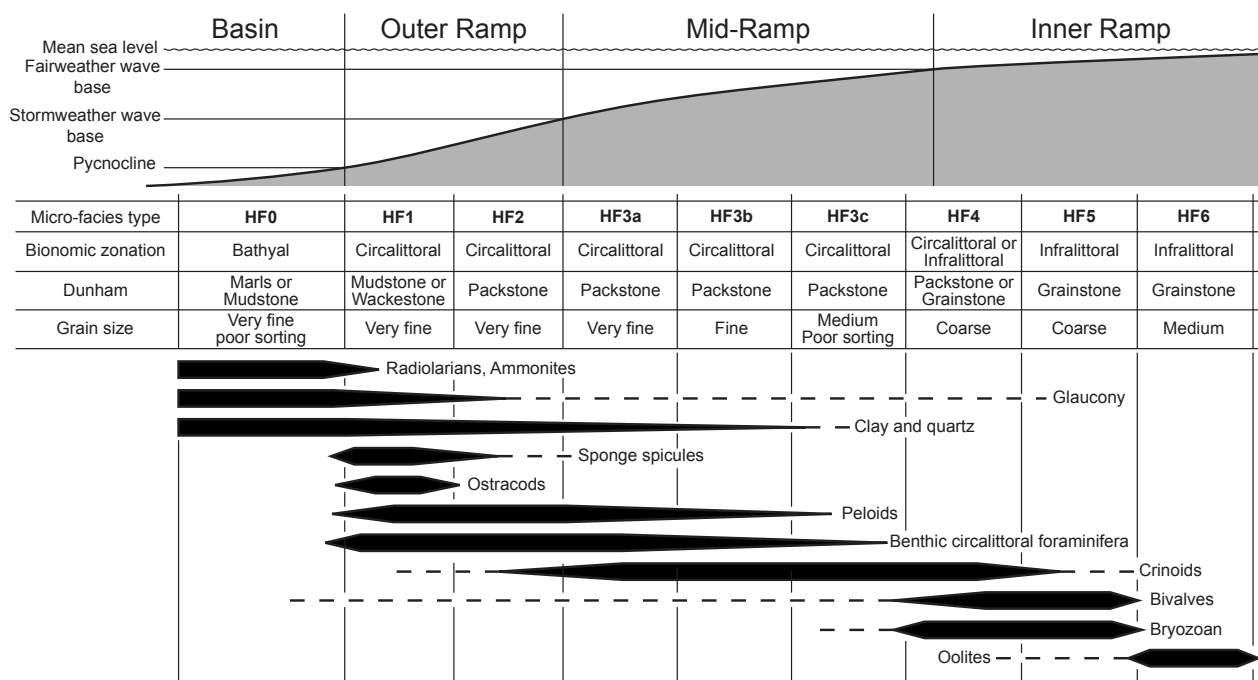 Basin
Outer Ramp
Mid-Ramp
Inner Ramp
Mean sea level
Fairweather wave
base
Stormweather wave
base
Pycnocline
Micro-facies type HF0 HF1 HF2 HF3a HF3b HF3c HF4 HF5 HF6
Bionomic zonation Bathyal Circalittoral Circalittoral Circalittoral Circalittoral Circalittoral Circalittoral or Infralittoral Infralittoral Infralittoral
Dunham Marls or Mudstone Mudstone or Wackestone Packstone Packstone Packstone Packstone Packstone or Grainstone Grainstone Grainstone
Grain size Very fine poor sorting Very fine Very fine Very fine Fine Medium Poor sorting Coarse Coarse Medium
Radiolarians, Ammonites
Glaucony
Clay and quartz
Sponge spicules
Ostracods
Peloids
Benthic circalittoral foraminifera
Crinoids
Bivalves
Bryozoan
Oolites